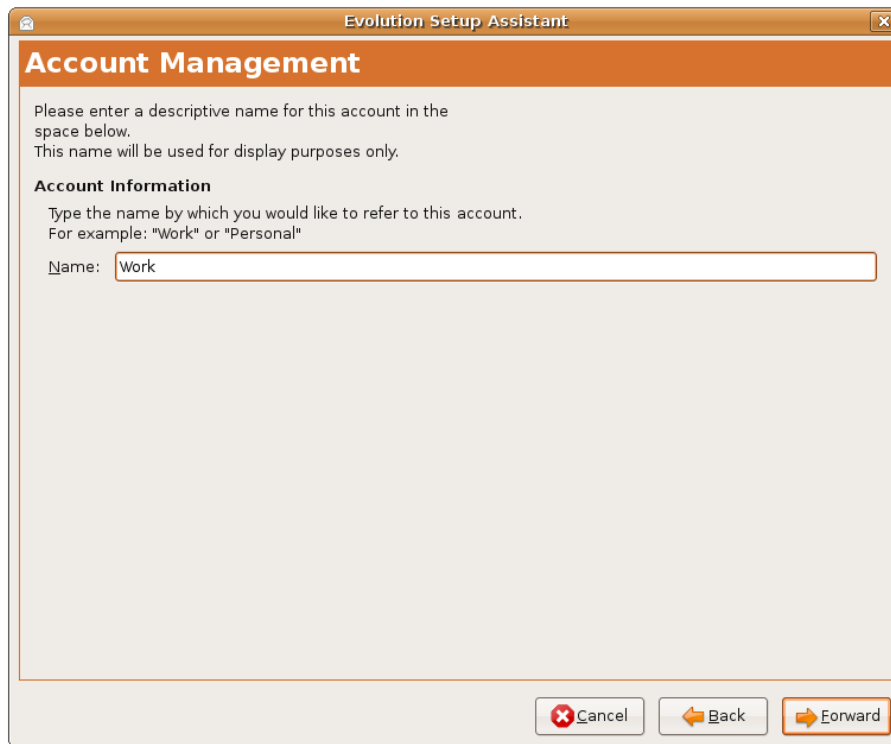 Evolution Setup Assistant
Account Management
Please enter a descriptive name for this account in the
space below.
This name will be used for display purposes only.
Account Information
Type the name by which you would like to refer to this account.
For example: "Work" or "Personal"
Name: Work
Cancel Back Forward